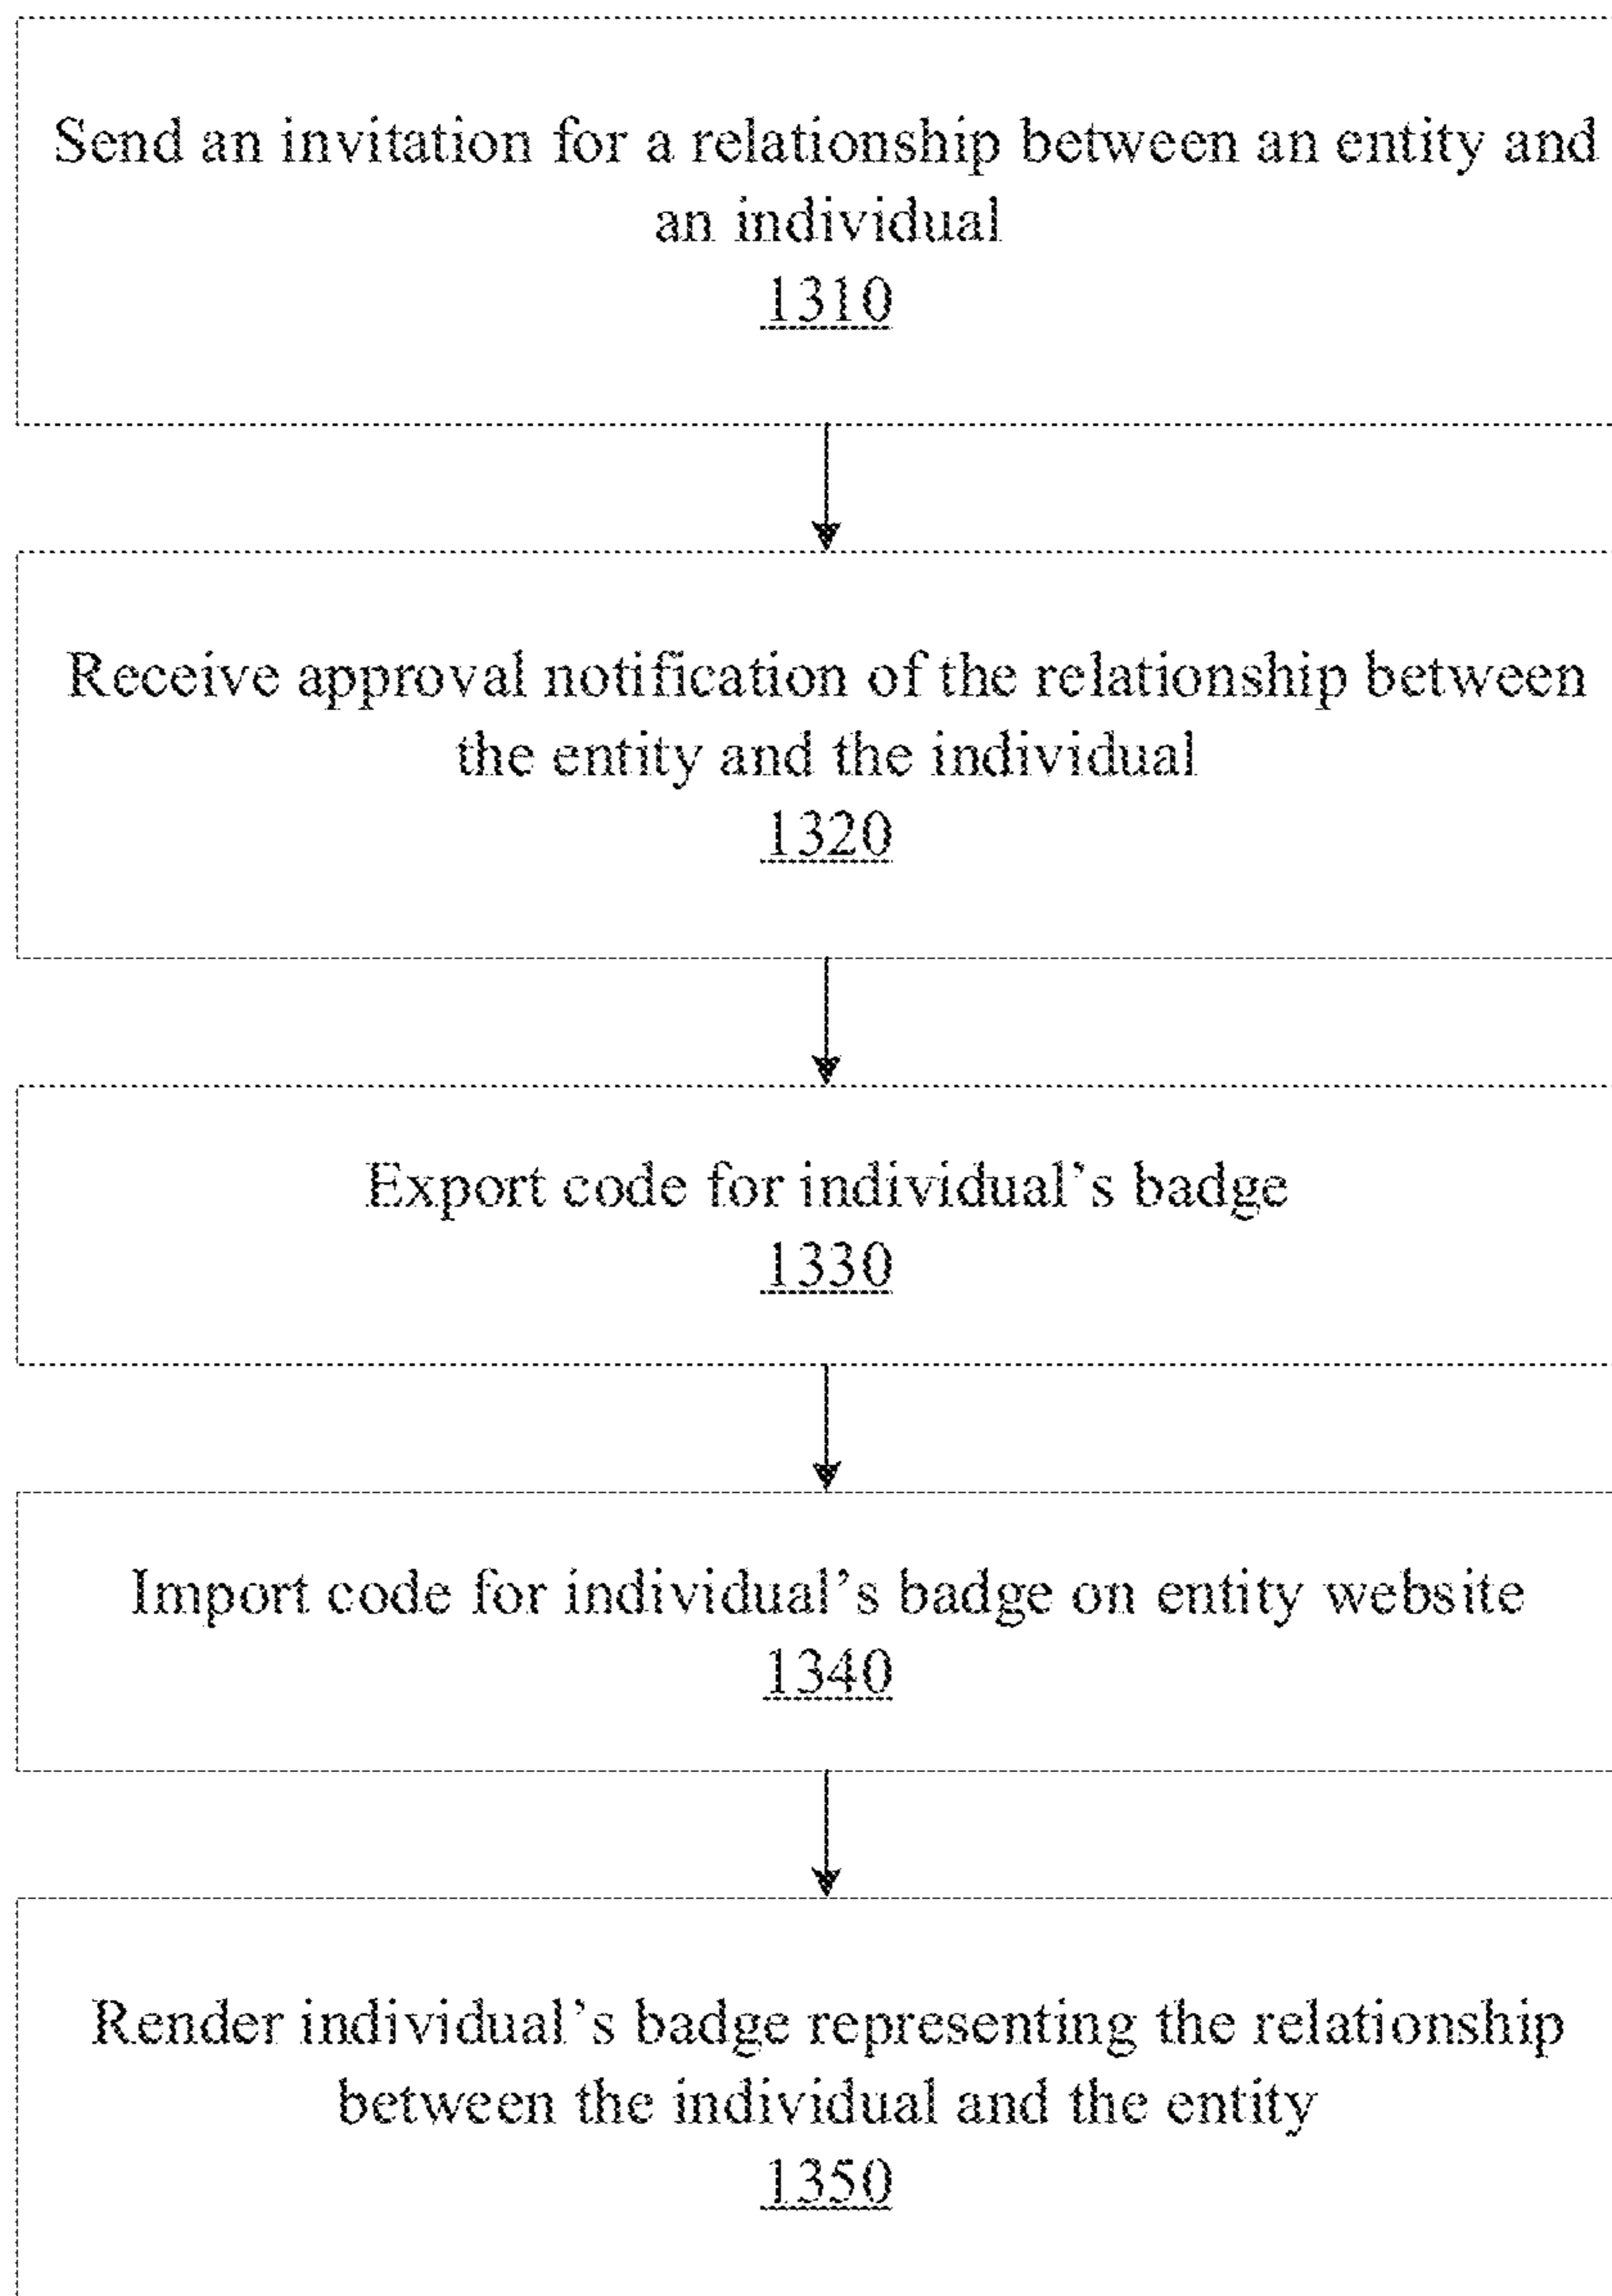 Send an invitation for a relationship between an entity and
an individual
1310
Receive approval notification of the relationship between
the entity and the individual
1320
Export code for individual’s badge
1330
Import code for individual’s badge on entity website
1340
Render individual’s badge representing the relationship
between the individual and the entity
1350